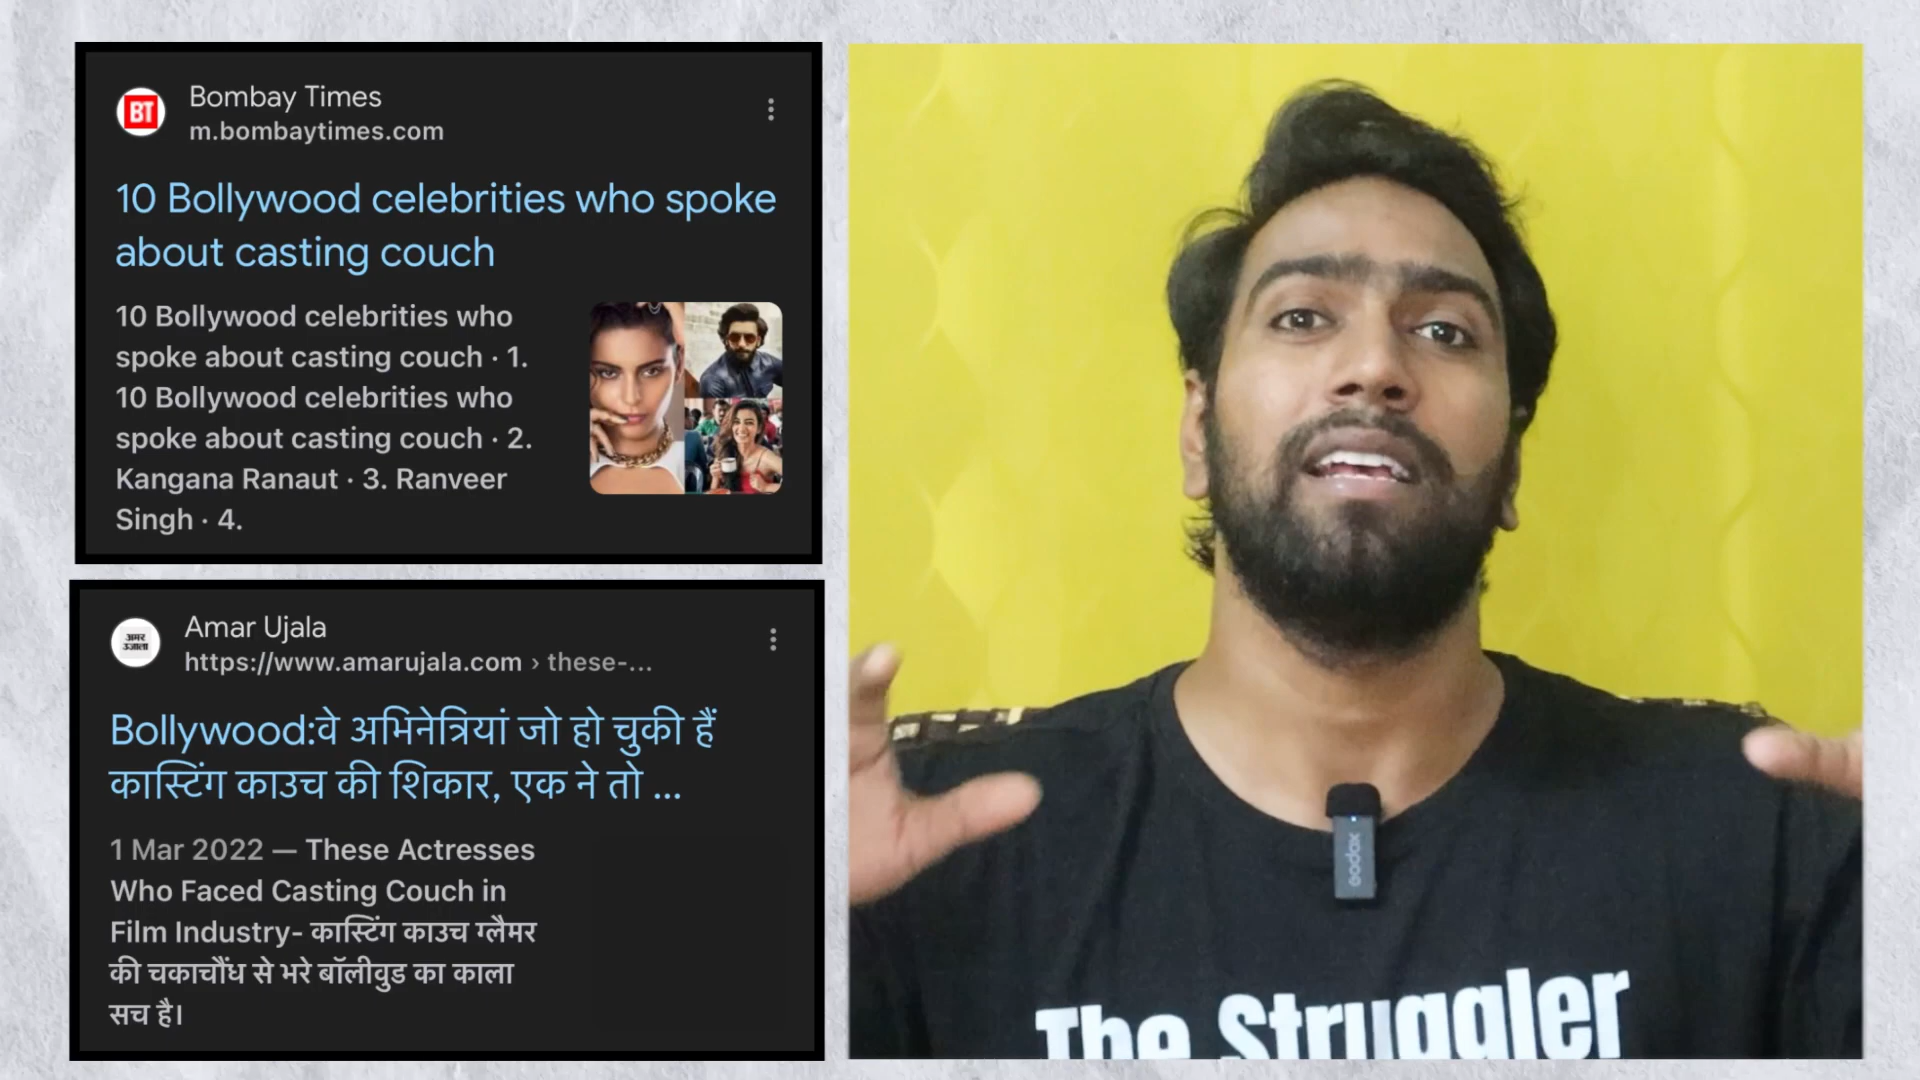 BT
Bombay Times
m.bombaytimes.com
10 Bollywood celebrities who spoke
about casting couch
10 Bollywood celebrities who
spoke about casting couch · 1.
10 Bollywood celebrities who
spoke about casting couch · 2.
Kangana Ranaut · 3. Ranveer
Singh · 4.
अमर
उजाला
Amar Ujala
https://www.amarujala.com › these-...
Bollywood:वे अभिनेत्रियां जो हो चुकी हैं
कास्टिंग काउच की शिकार, एक ने तो ...
1 Mar 2022 — These Actresses
Who Faced Casting Couch in
Film Industry- कास्टिंग काउच ग्लैमर
की चकाचौंध से भरे बॉलीवुड का काला
सच है।
Godox
The Struggler